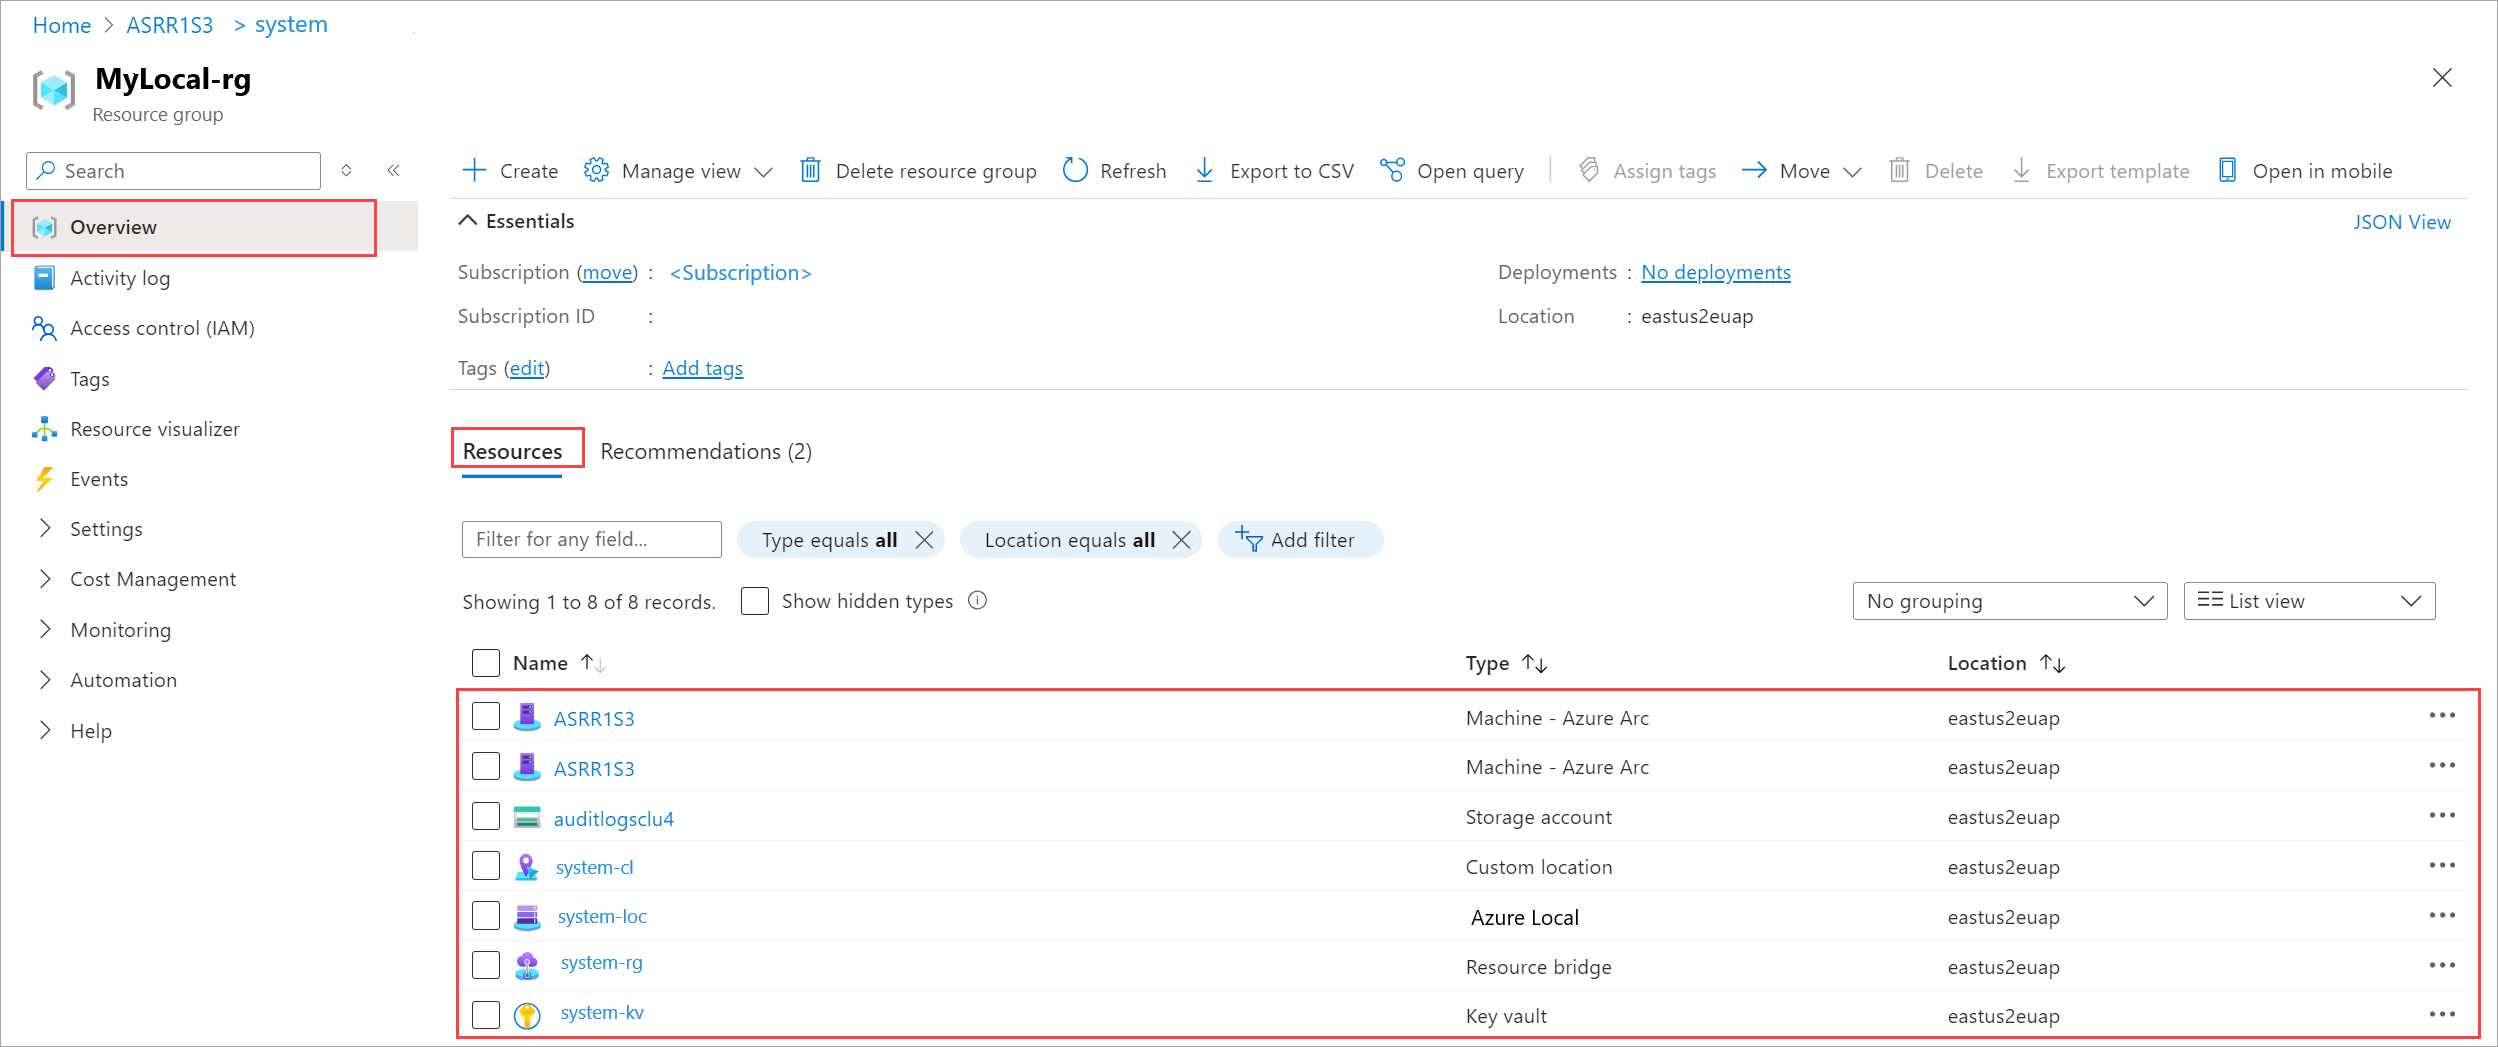 Home > ASRR1S3 > system
MyLocal-rg
Resource group
Search
Create Manage view Delete resource group Refresh Export to CSV Open query Assign tags Move Delete Export template Open in mobile
Overview
Activity log
Access control (IAM)
Tags
Resource visualizer
Events
Settings
Cost Management
Monitoring
Automation
Help
Essentials JSON View
Subscription (move) : <Subscription> Deployments : No deployments
Subscription ID : Location : eastus2euap
Tags (edit) : Add tags
Resources Recommendations (2)
Filter for any field... Type equals all Location equals all Add filter
Showing 1 to 8 of 8 records. Show hidden types No grouping List view
Name Type Location
ASRR1S3 Machine - Azure Arc eastus2euap
ASRR1S3 Machine - Azure Arc eastus2euap
auditlogsclu4 Storage account eastus2euap
system-cl Custom location eastus2euap
system-loc Azure Local eastus2euap
system-rg Resource bridge eastus2euap
system-kv Key vault eastus2euap